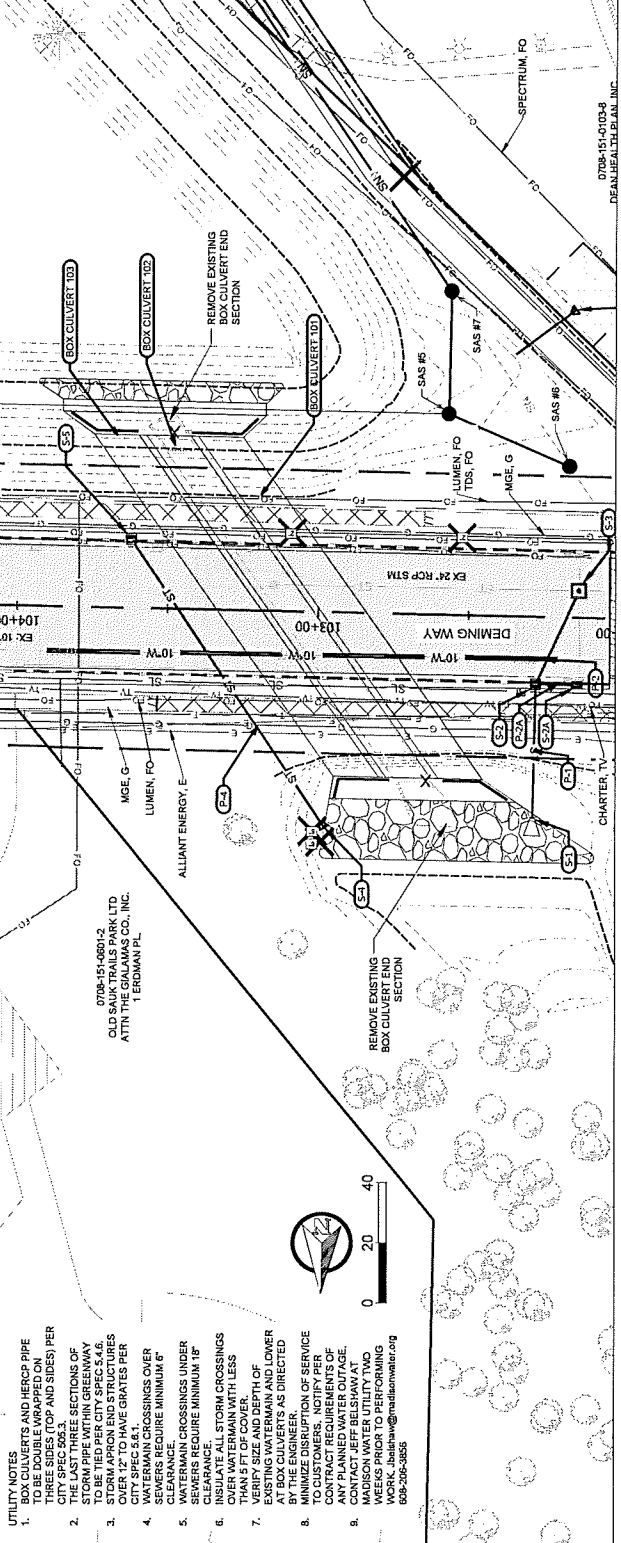 UTILITY NOTES
1. BOX CULVERTS AND HERCP PIPE
TO BE DOUBLE WRAPPED ON
THREE SIDES (TOP AND SIDES) PER
CITY SPEC 505.3.
2. THE LAST THREE SECTIONS OF
STORM PIPE WITHIN GREENWAY
TO BE TIED PER CITY SPEC 5.4.6.
3. STORM APRON END STRUCTURES
OVER 12" TO HAVE GRATES PER
CITY SPEC 5.6.1.
4. WATERMAIN CROSSINGS OVER
SEWERS REQUIRE MINIMUM 6"
CLEARANCE.
5. WATERMAIN CROSSINGS UNDER
SEWERS REQUIRE MINIMUM 18"
CLEARANCE.
6. INSULATE ALL STORM CROSSINGS
OVER WATERMAIN WITH LESS
THAN 5 FT OF COVER.
7. VERIFY SIZE AND DEPTH OF
EXISTING WATERMAIN AND LOWER
AT BOX CULVERTS AS DIRECTED
BY THE ENGINEER.
8. MINIMIZE DISRUPTION OF SERVICE
TO CUSTOMERS. NOTIFY PER
CONTRACT REQUIREMENTS OF
ANY PLANNED WATER OUTAGE.
9. CONTACT JEFF BELSHAW AT
MADISON WATER UTILITY TWO
WEEKS PRIOR TO PERFORMING
WORK. Jbelshaw@madisonwater.org
608-206-3856
0 20 40
0708-151-0601-2
OLD SAUK TRAILS PARK LTD
ATTN THE GIALAMAS CO., INC.
1 ERDMAN PL
MGE, G
LUMEN, FO
ALLIANT ENERGY, E
P-4
S-4
REMOVE EXISTING
BOX CULVERT END
SECTION
S-1
P-1
S-2
P-2A
S-2A
P-2
CHARTER, TV
S-3
S-5
BOX CULVERT 103
BOX CULVERT 102
REMOVE EXISTING
BOX CULVERT END
SECTION
BOX CULVERT 101
104+0
EX: 10"
103+00
DEMING WAY
EX 24" RCP STM
10"W
10"W
10"W
00
LUMEN, FO
TDS, FO
MGE, G
SAS #5
SAS #7
SAS #6
SPECTRUM, FO
0708-151-0103-8
DEAN HEALTH PLAN, INC